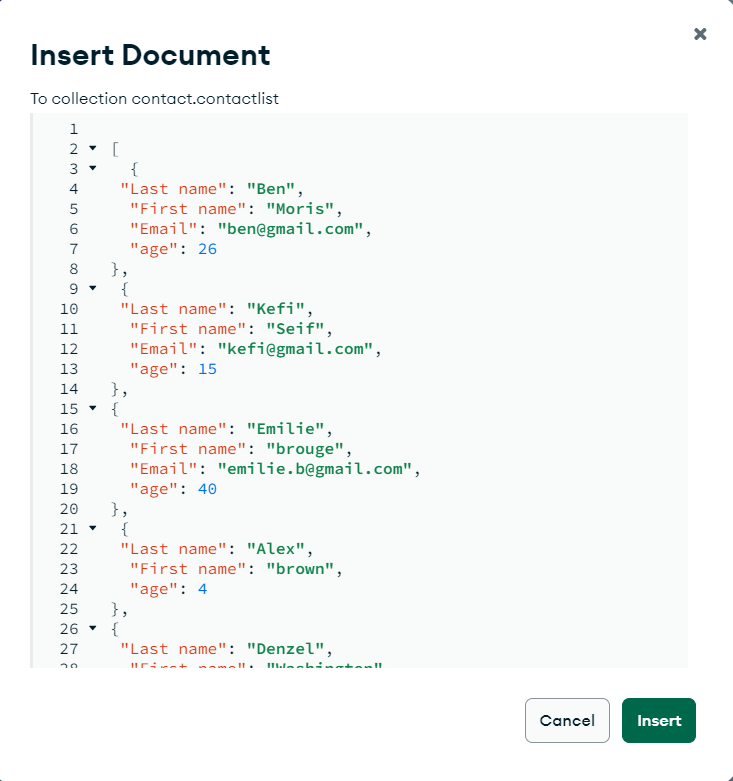 Insert Document
To collection contact.contactlist
1
2 [
3 {
4 "Last name": "Ben",
5 "First name": "Moris",
6 "Email": "ben@gmail.com",
7 "age": 26
8 },
9 {
10 "Last name": "Kefi",
11 "First name": "Seif",
12 "Email": "kefi@gmail.com",
13 "age": 15
14 },
15 {
16 "Last name": "Emilie",
17 "First name": "brouge",
18 "Email": "emilie.b@gmail.com",
19 "age": 40
20 },
21 {
22 "Last name": "Alex",
23 "First name": "brown",
24 "age": 4
25 },
26 {
27 "Last name": "Denzel",
28 "First name": "Washington"
Cancel Insert